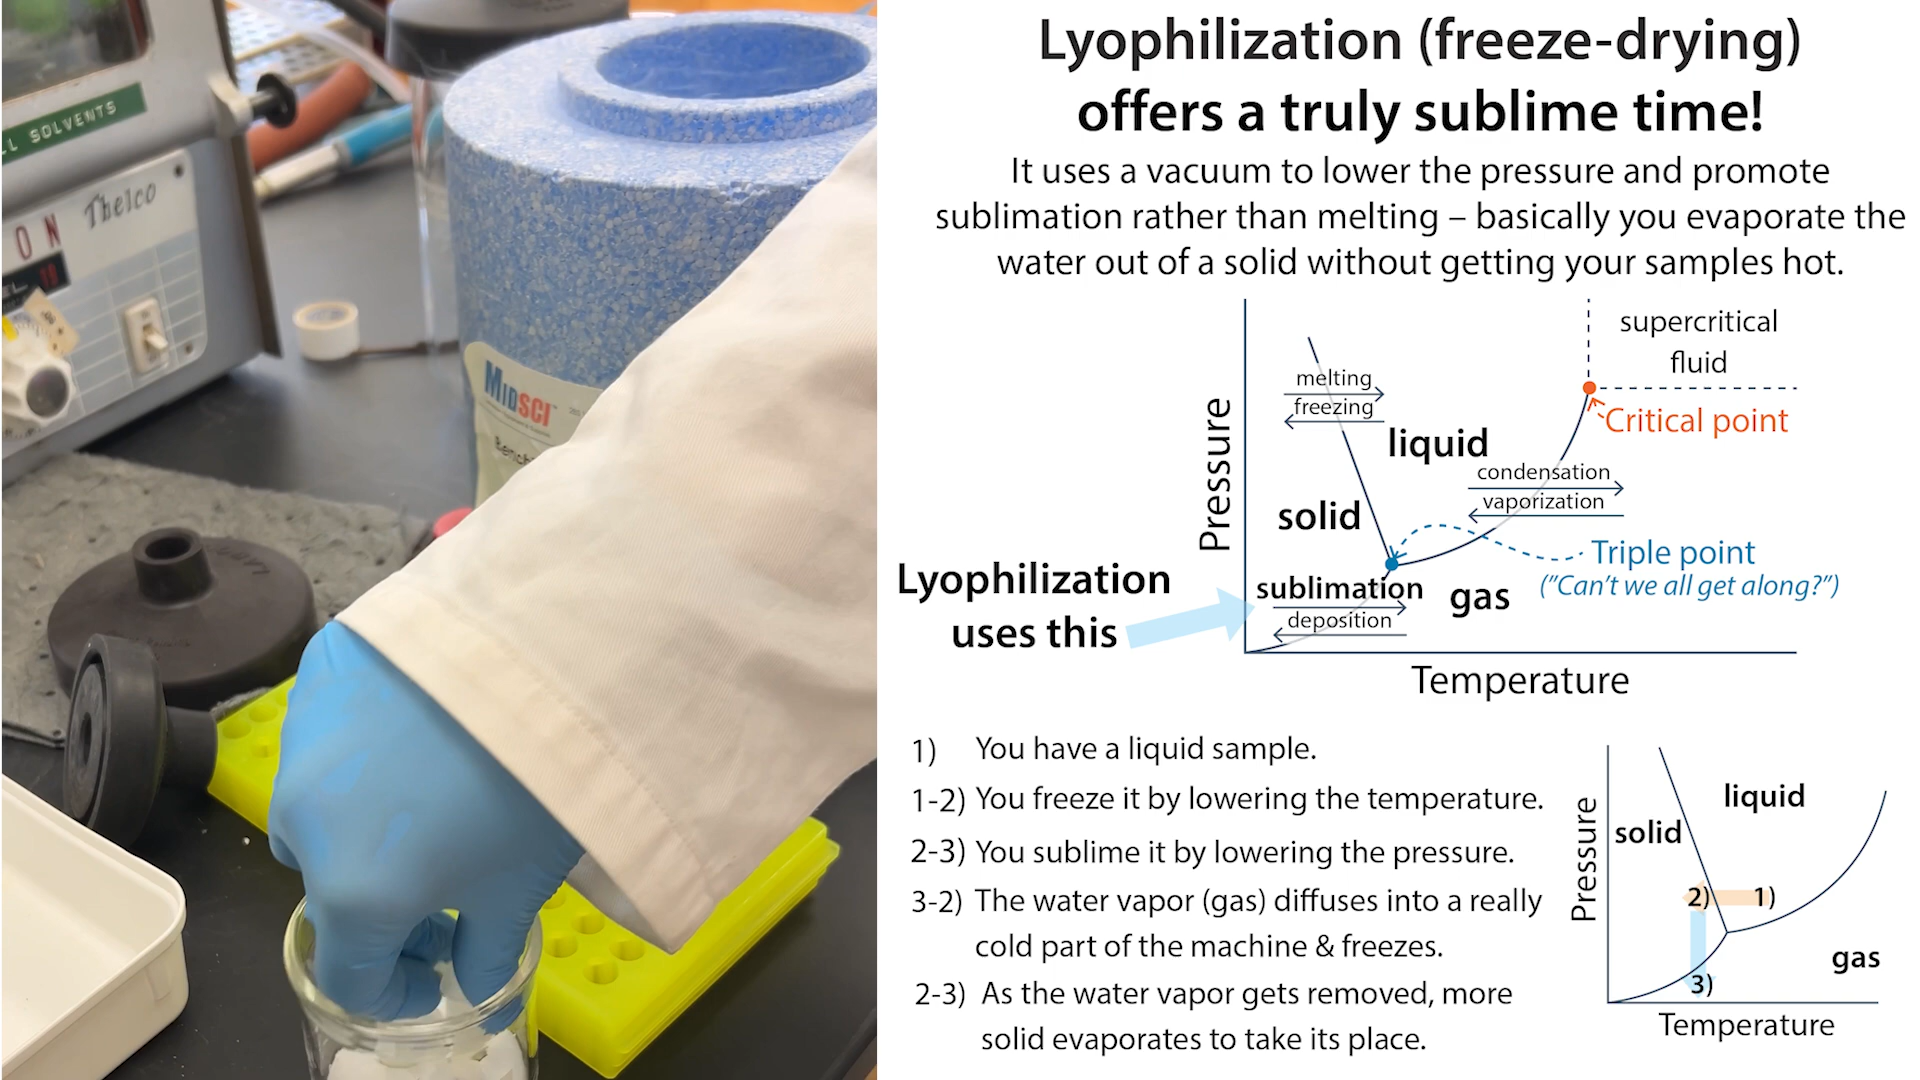 LL SOLVENTS
Thelco
O N
MIDSCI™
Bench
Lyophilization (freeze-drying)
offers a truly sublime time!
It uses a vacuum to lower the pressure and promote
sublimation rather than melting – basically you evaporate the
water out of a solid without getting your samples hot.
supercritical
fluid
melting
freezing
Critical point
liquid
condensation
vaporization
Pressure
solid
Triple point
("Can't we all get along?")
Lyophilization
uses this
sublimation
deposition
gas
Temperature
1) You have a liquid sample.
1-2) You freeze it by lowering the temperature.
2-3) You sublime it by lowering the pressure.
3-2) The water vapor (gas) diffuses into a really
cold part of the machine & freezes.
2-3) As the water vapor gets removed, more
solid evaporates to take its place.
Pressure
solid
liquid
2) 1)
gas
3)
Temperature